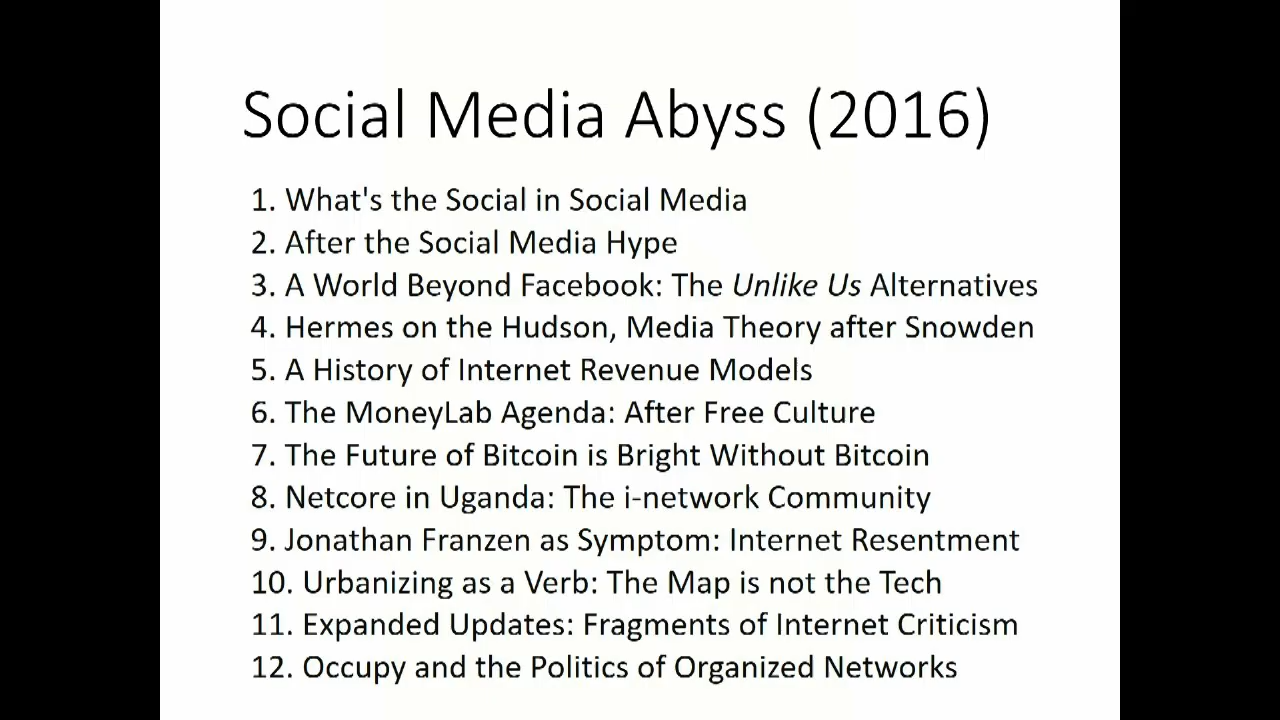 Social Media Abyss (2016)
1. What's the Social in Social Media
2. After the Social Media Hype
3. A World Beyond Facebook: The Unlike Us Alternatives
4. Hermes on the Hudson, Media Theory after Snowden
5. A History of Internet Revenue Models
6. The MoneyLab Agenda: After Free Culture
7. The Future of Bitcoin is Bright Without Bitcoin
8. Netcore in Uganda: The i-network Community
9. Jonathan Franzen as Symptom: Internet Resentment
10. Urbanizing as a Verb: The Map is not the Tech
11. Expanded Updates: Fragments of Internet Criticism
12. Occupy and the Politics of Organized Networks